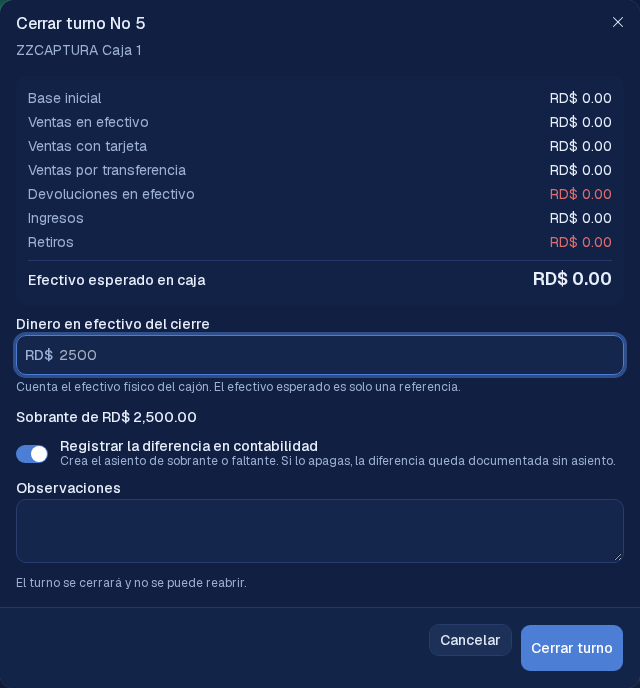 Cerrar turno No 5
ZZCAPTURA Caja 1
Base inicial RD$ 0.00
Ventas en efectivo RD$ 0.00
Ventas con tarjeta RD$ 0.00
Ventas por transferencia RD$ 0.00
Devoluciones en efectivo RD$ 0.00
Ingresos RD$ 0.00
Retiros RD$ 0.00
Efectivo esperado en caja RD$ 0.00
Dinero en efectivo del cierre
RD$ 2500
Cuenta el efectivo físico del cajón. El efectivo esperado es solo una referencia.
Sobrante de RD$ 2,500.00
Registrar la diferencia en contabilidad
Crea el asiento de sobrante o faltante. Si lo apagas, la diferencia queda documentada sin asiento.
Observaciones
El turno se cerrará y no se puede reabrir.
Cancelar Cerrar turno